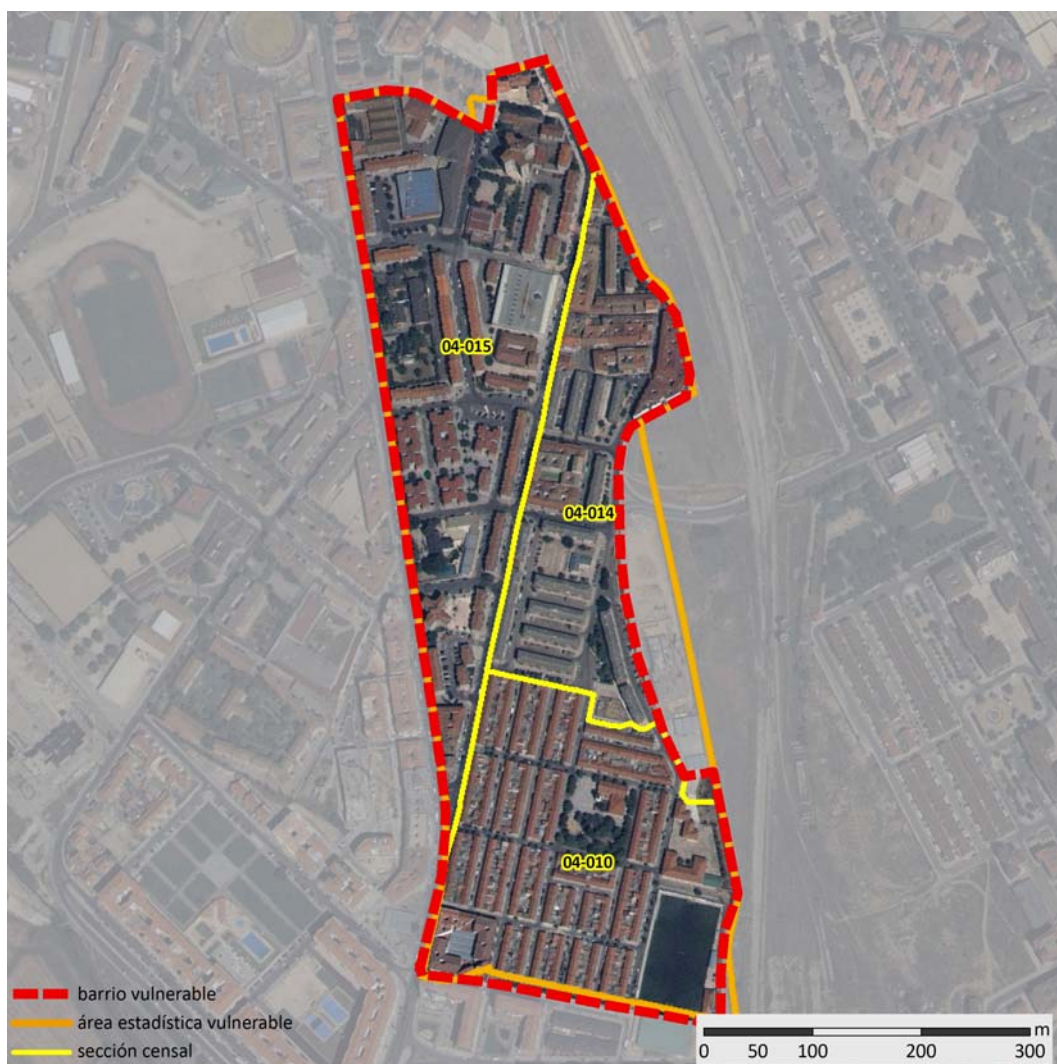 04-015
04-014
04-010
barrio vulnerable
área estadística vulnerable
sección censal
m
0 50 100 200 300